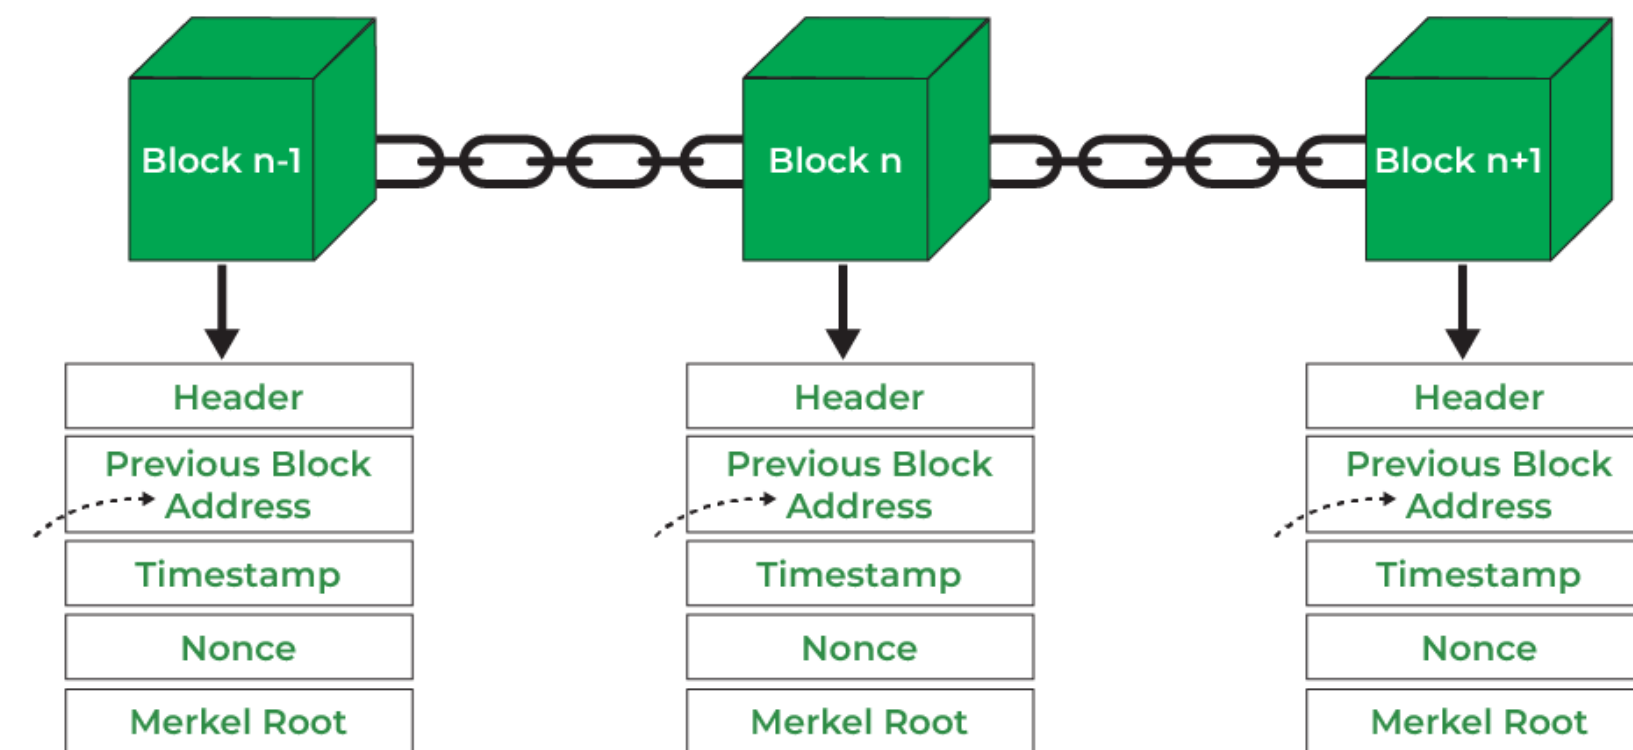 Block n-1
Block n
Block n+1
Header
Previous Block
Address
Timestamp
Nonce
Merkel Root
Header
Previous Block
Address
Timestamp
Nonce
Merkel Root
Header
Previous Block
Address
Timestamp
Nonce
Merkel Root